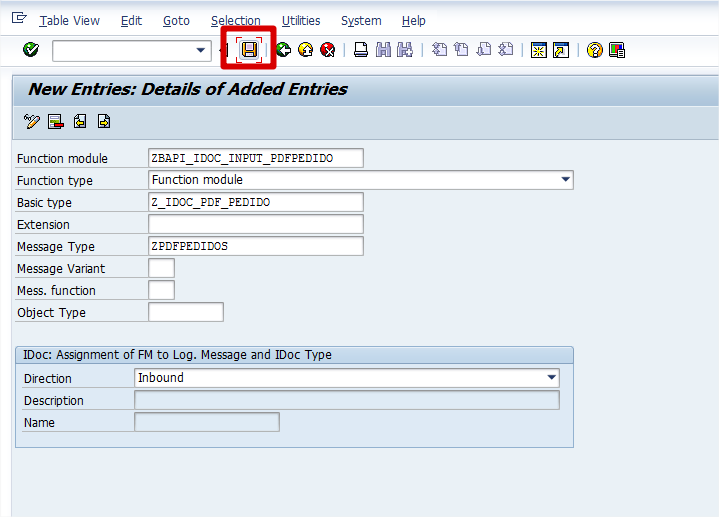 Table View Edit Goto Selection Utilities System Help
New Entries: Details of Added Entries
Function module ZBAPI_IDOC_INPUT_PDFPEDIDO
Function type Function module
Basic type Z_IDOC_PDF_PEDIDO
Extension
Message Type ZPDFPEDIDOS
Message Variant
Mess. function
Object Type
IDoc: Assignment of FM to Log. Message and IDoc Type
Direction Inbound
Description
Name